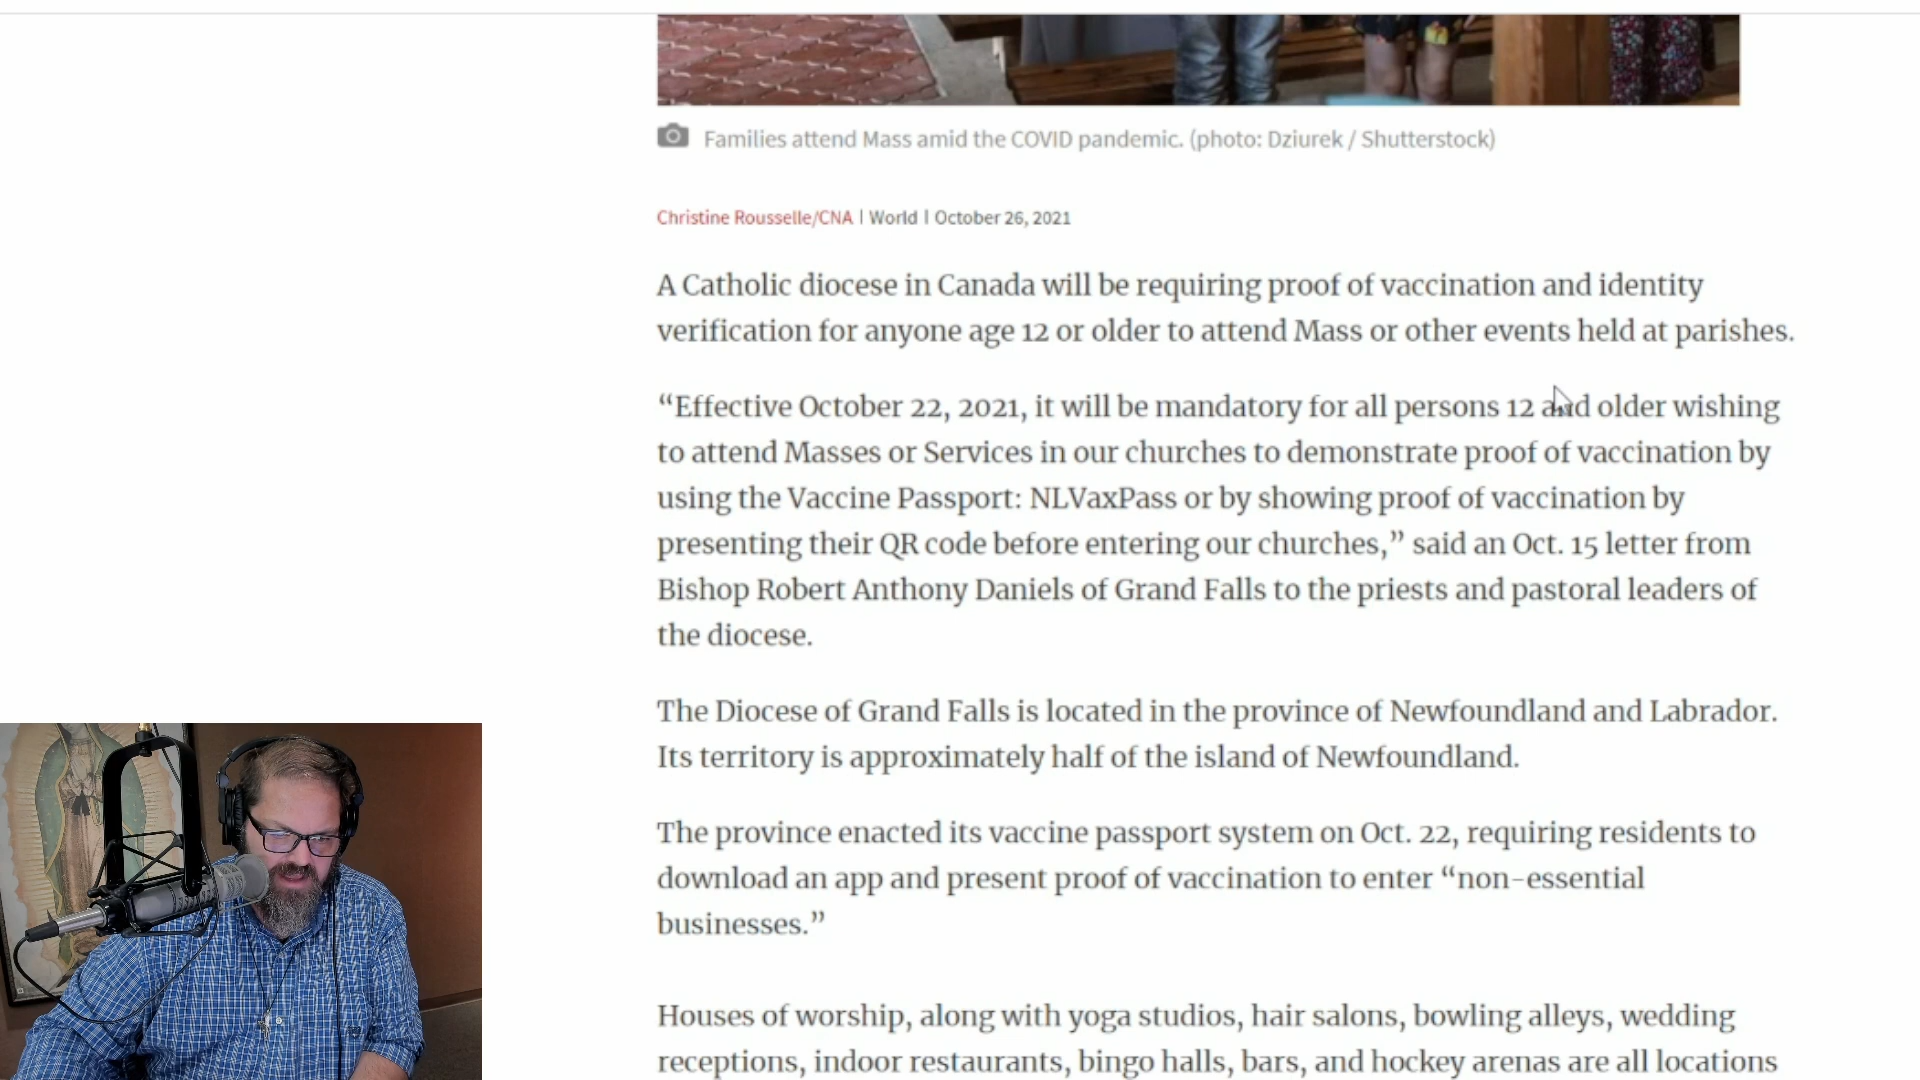 Families attend Mass amid the COVID pandemic. (photo: Dziurek / Shutterstock)
Christine Rousselle/CNA | World | October 26, 2021
A Catholic diocese in Canada will be requiring proof of vaccination and identity
verification for anyone age 12 or older to attend Mass or other events held at parishes.
“Effective October 22, 2021, it will be mandatory for all persons 12 and older wishing
to attend Masses or Services in our churches to demonstrate proof of vaccination by
using the Vaccine Passport: NLVaxPass or by showing proof of vaccination by
presenting their QR code before entering our churches,” said an Oct. 15 letter from
Bishop Robert Anthony Daniels of Grand Falls to the priests and pastoral leaders of
the diocese.
The Diocese of Grand Falls is located in the province of Newfoundland and Labrador.
Its territory is approximately half of the island of Newfoundland.
The province enacted its vaccine passport system on Oct. 22, requiring residents to
download an app and present proof of vaccination to enter “non-essential
businesses.”
Houses of worship, along with yoga studios, hair salons, bowling alleys, wedding
receptions, indoor restaurants, bingo halls, bars, and hockey arenas are all locations